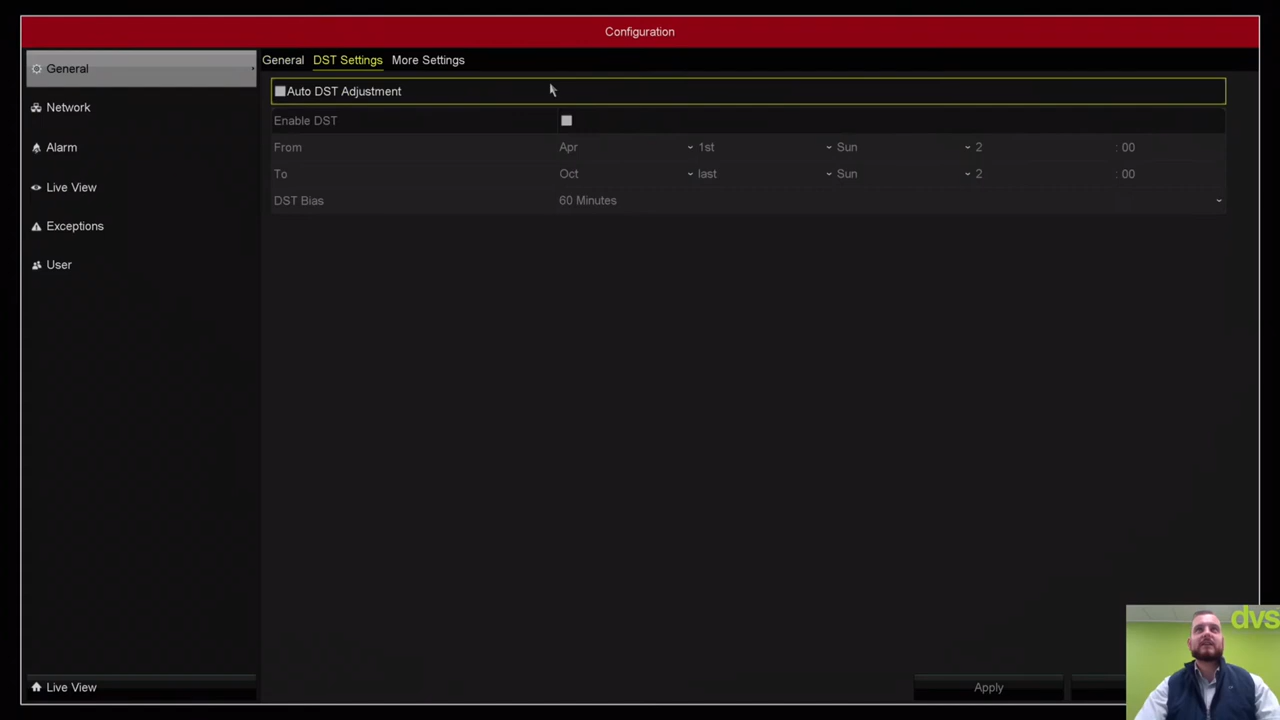 Configuration
General
Network
Alarm
Live View
Exceptions
User
General DST Settings More Settings
Auto DST Adjustment
Enable DST
From Apr 1st Sun 2 : 00
To Oct last Sun 2 : 00
DST Bias 60 Minutes
Live View
Apply
dvs